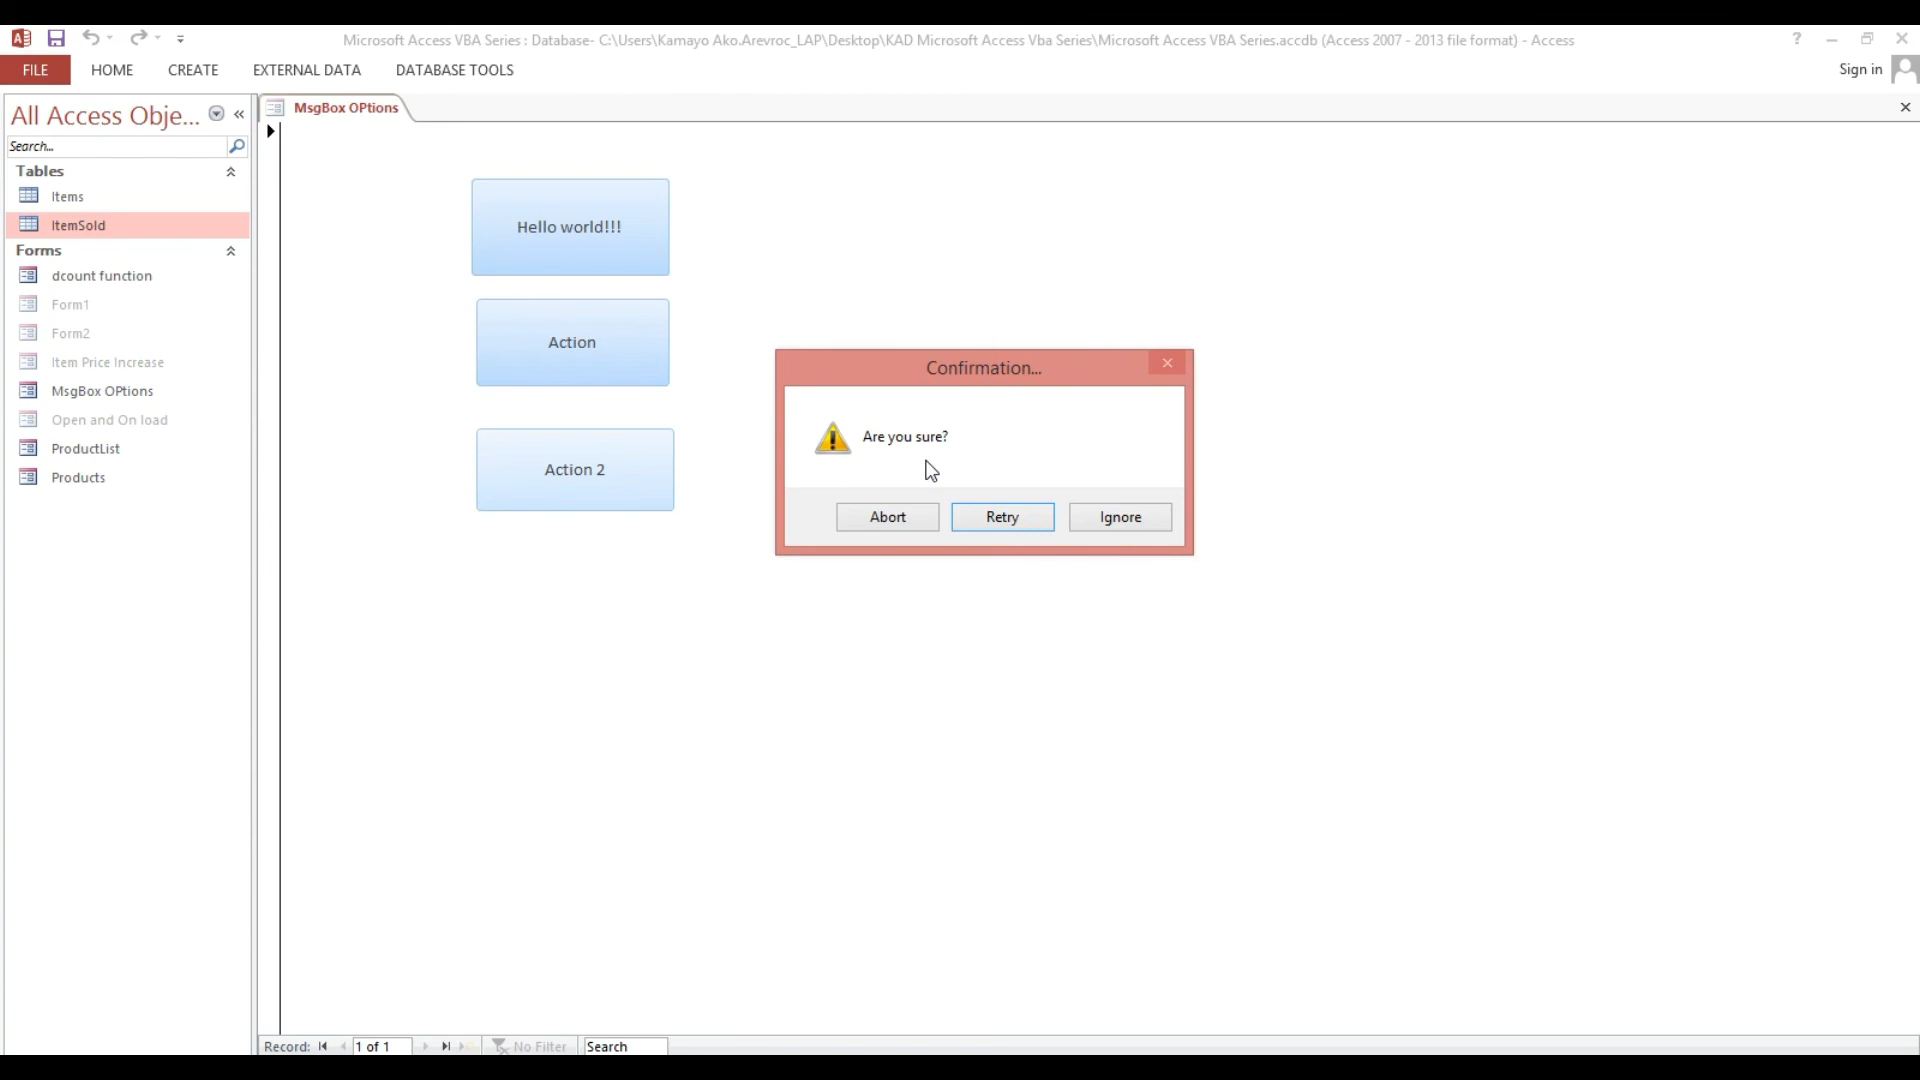 Microsoft Access VBA Series : Database- C:\Users\Kamayo Ako.Arevroc_LAP\Desktop\KAD Microsoft Access Vba Series\Microsoft Access VBA Series.accdb (Access 2007 - 2013 file format) - Access
FILE HOME CREATE EXTERNAL DATA DATABASE TOOLS Sign in
All Access Obje...
Search...
Tables
Items
ItemSold
Forms
dcount function
Form1
Form2
Item Price Increase
MsgBox OPtions
Open and On load
ProductList
Products
MsgBox OPtions
Hello world!!!
Action
Action 2
Confirmation...
Are you sure?
Abort Retry Ignore
Record: 1 of 1 No Filter Search